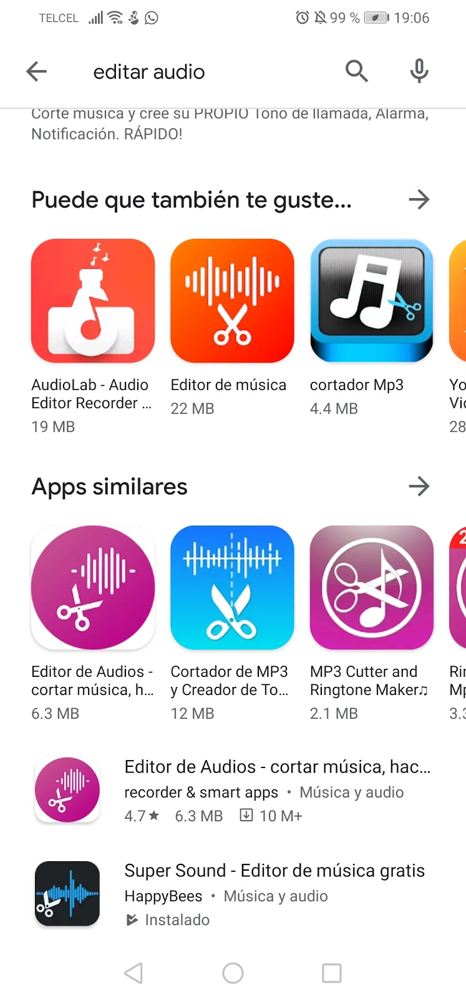 TELCEL 99 % 19:06
editar audio
Corte música y cree su PROPIO Tono de llamada, Alarma,
Notificación. RÁPIDO!
Puede que también te guste...
AudioLab - Audio
Editor Recorder ...
19 MB
Editor de música
22 MB
cortador Mp3
4.4 MB
Yo
Vic
28
Apps similares
2
Editor de Audios -
cortar música, h...
6.3 MB
Cortador de MP3
y Creador de To...
12 MB
MP3 Cutter and
Ringtone Maker♫
2.1 MB
Rin
Mp
3.3
Editor de Audios - cortar música, hac...
recorder & smart apps • Música y audio
4.7★ 6.3 MB 10 M+
Super Sound - Editor de música gratis
HappyBees • Música y audio
Instalado